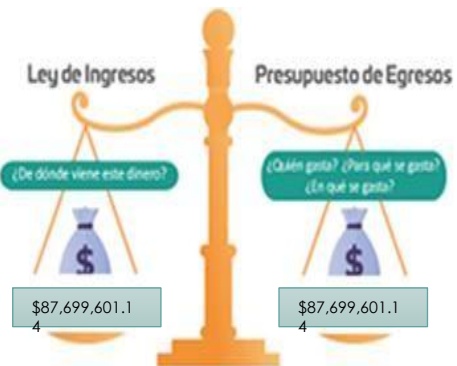 Ley de Ingresos
Presupuesto de Egresos
¿De dónde viene este dinero?
¿Quién gasta? ¿Para qué se gasta?
¿En qué se gasta?
$
$
$87,699,601.1
4
$87,699,601.1
4